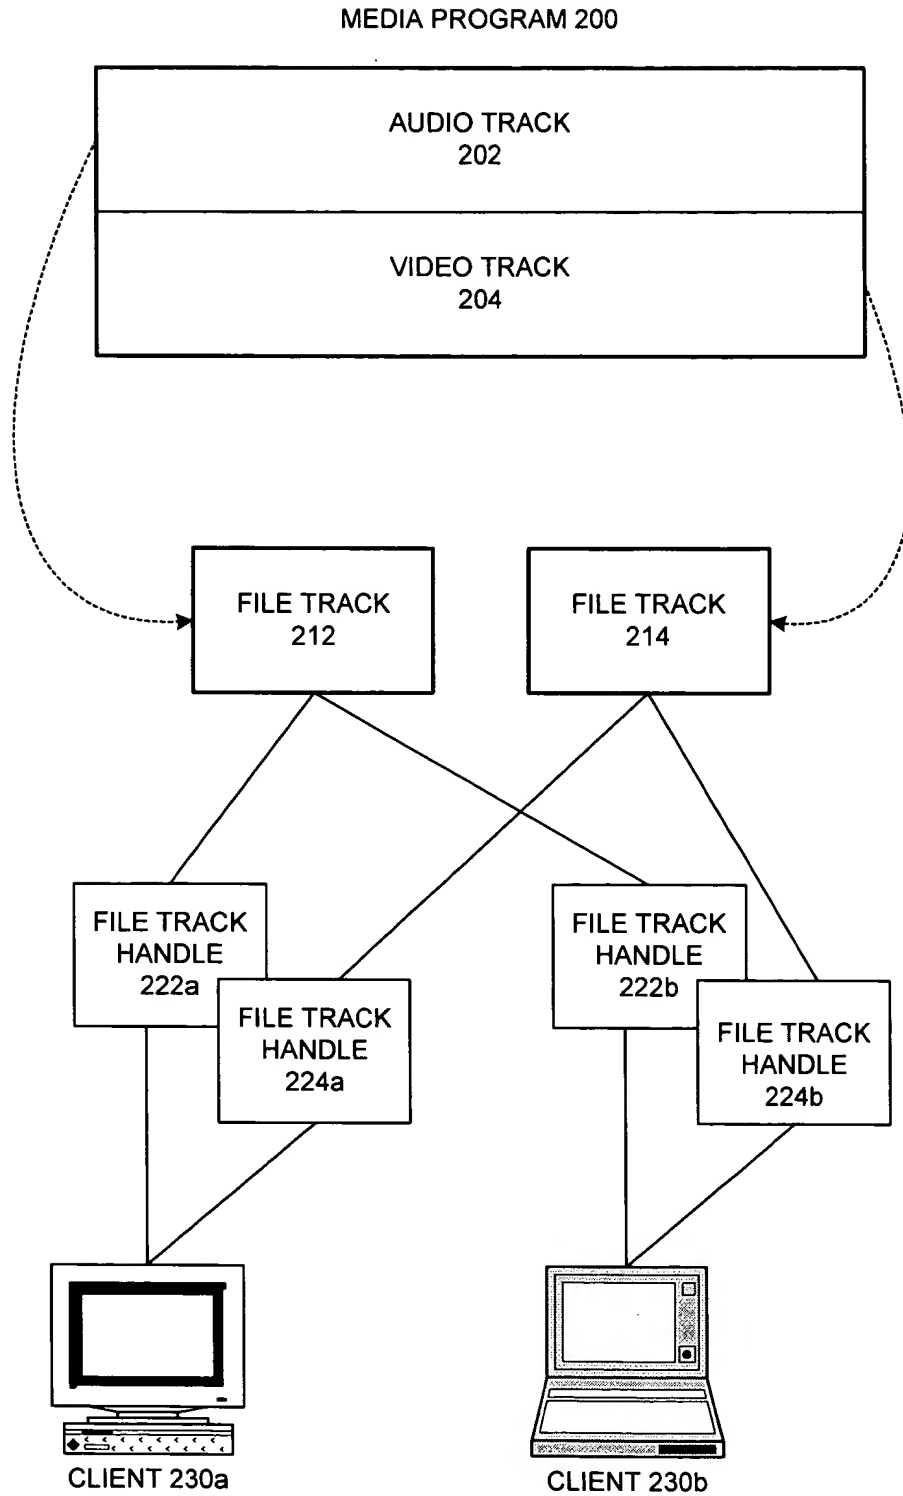 MEDIA PROGRAM 200
AUDIO TRACK
202
VIDEO TRACK
204
FILE TRACK
212
FILE TRACK
214
FILE TRACK
HANDLE
222a
FILE TRACK
HANDLE
224a
FILE TRACK
HANDLE
222b
FILE TRACK
HANDLE
224b
CLIENT 230a
CLIENT 230b